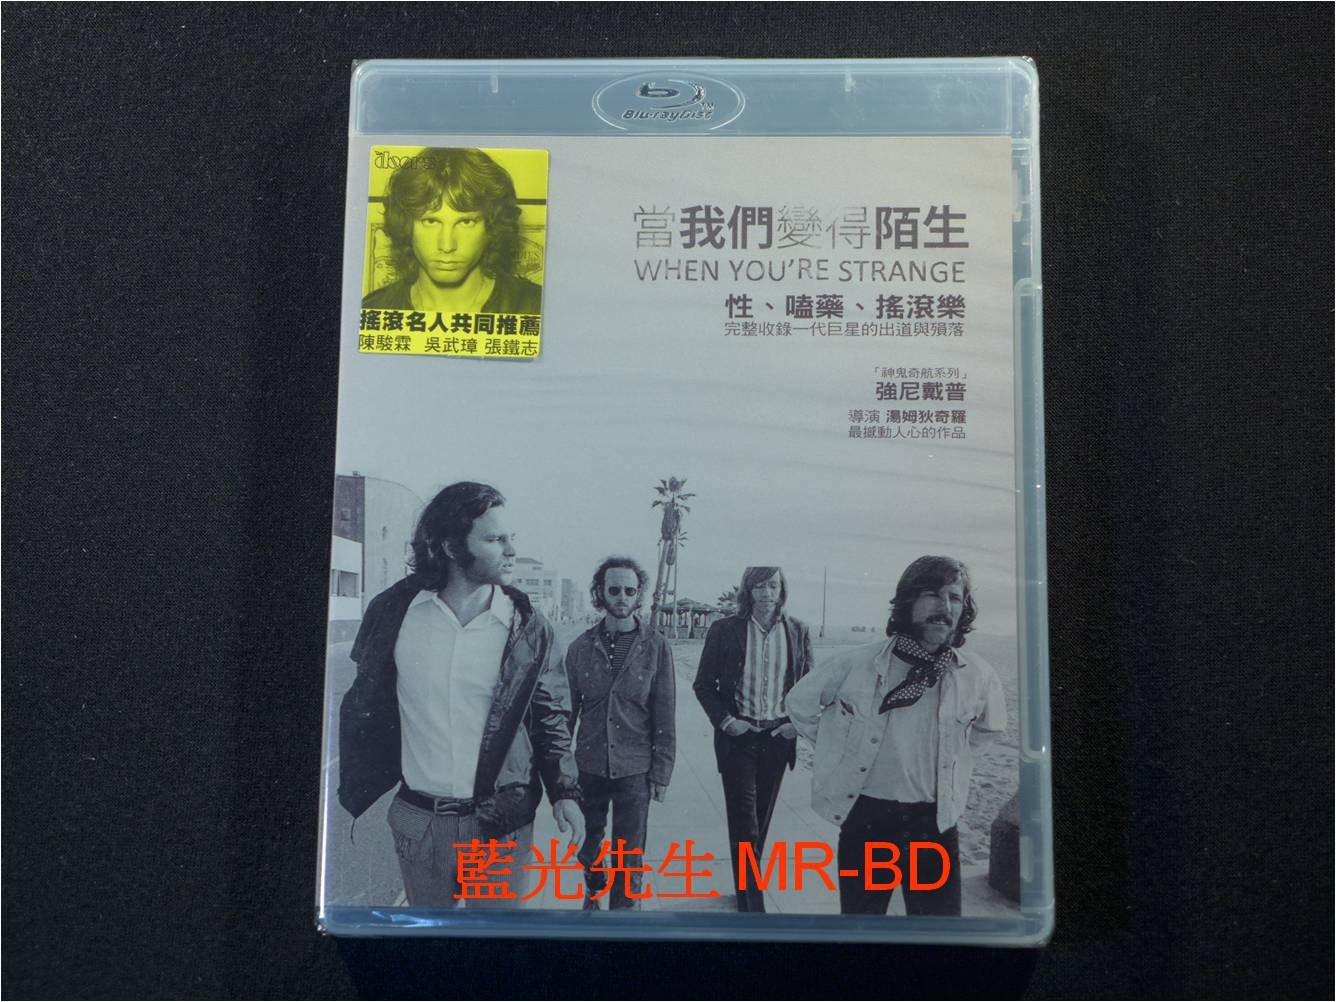 Blu-ray Disc
TM
the doors
當我們變得陌生
WHEN YOU'RE STRANGE
性、嗑藥、搖滾樂
完整收錄一代巨星的出道與殞落
「神鬼奇航系列」
強尼戴普
導演 湯姆狄奇羅
最撼動人心的作品
搖滾名人共同推薦
陳駿霖 吳武璋 張鐵志
藍光先生 MR-BD